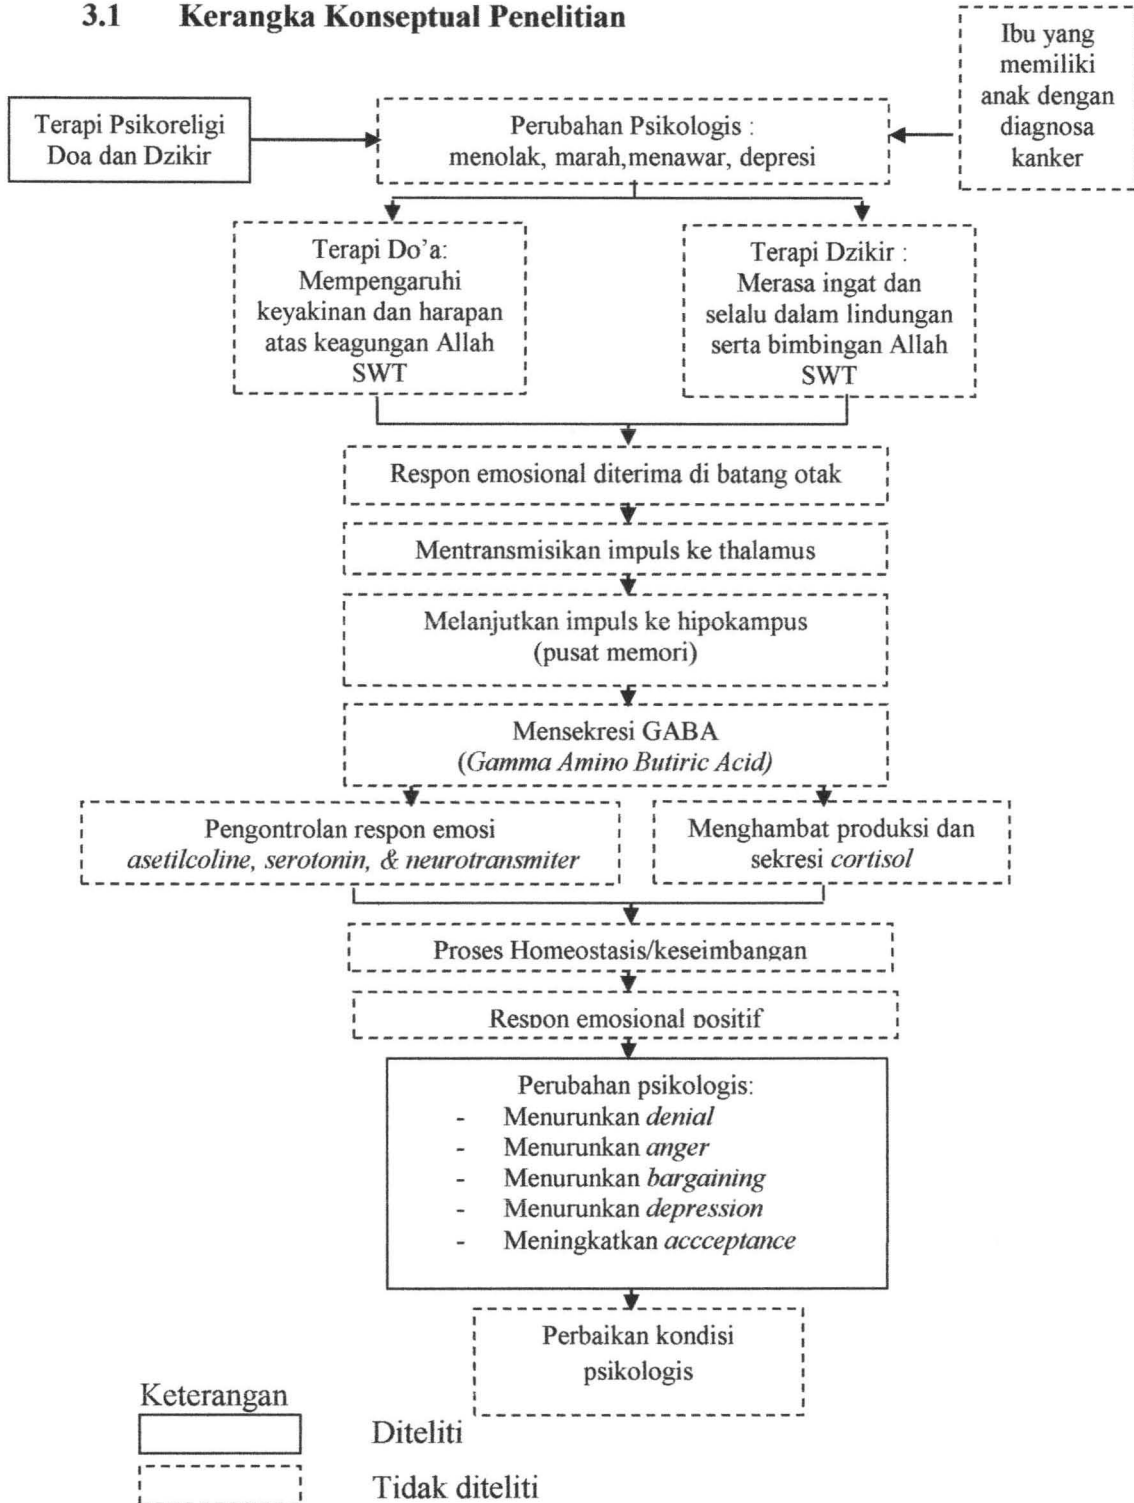 3.1 Kerangka Konseptual Penelitian
Ibu yang
memiliki
anak dengan
diagnosa
kanker
Terapi Psikoreligi
Doa dan Dzikir
Perubahan Psikologis :
menolak, marah,menawar, depresi
Terapi Do’a:
Mempengaruhi
keyakinan dan harapan
atas keagungan Allah
SWT
Terapi Dzikir :
Merasa ingat dan
selalu dalam lindungan
serta bimbingan Allah
SWT
Respon emosional diterima di batang otak
Mentransmisikan impuls ke thalamus
Melanjutkan impuls ke hipokampus
(pusat memori)
Mensekresi GABA
(Gamma Amino Butiric Acid)
Pengontrolan respon emosi
asetilcoline, serotonin, & neurotransmiter
Menghambat produksi dan
sekresi cortisol
Proses Homeostasis/keseimbangan
Respon emosional positif
Perubahan psikologis:
- Menurunkan denial
- Menurunkan anger
- Menurunkan bargaining
- Menurunkan depression
- Meningkatkan accceptance
Perbaikan kondisi
psikologis
Keterangan
Diteliti
Tidak diteliti